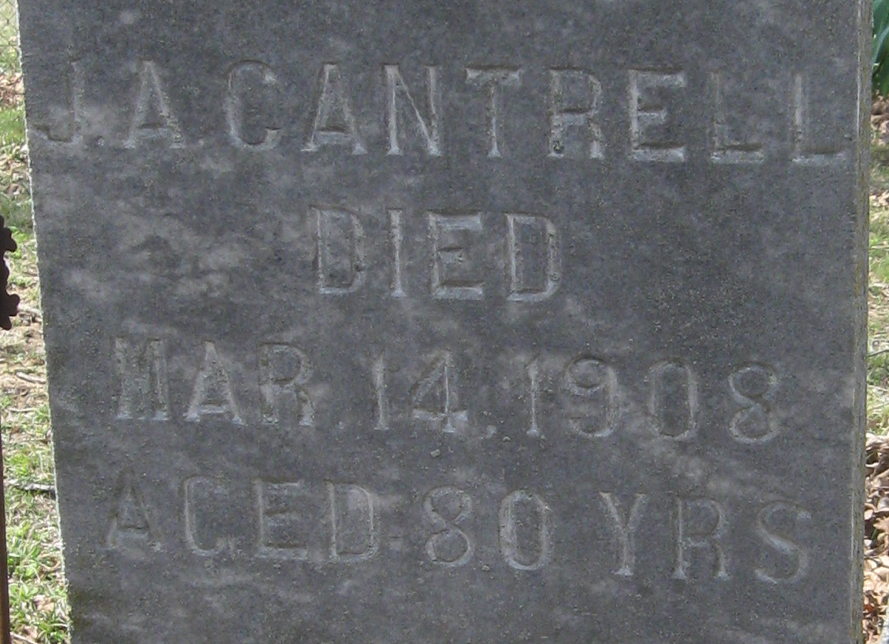 J.A.CANTRELL
DIED
MAR.14,1908
AGED 80 YRS